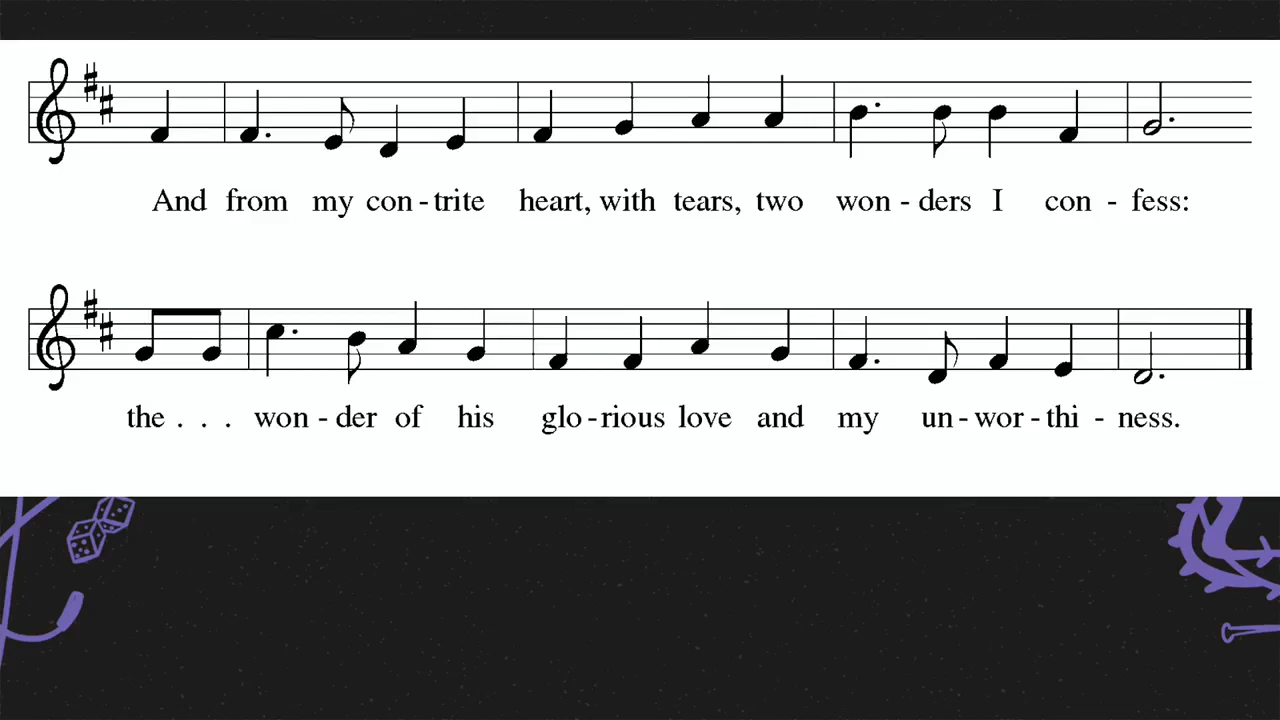 And from my con - trite heart, with tears, two won - ders I con - fess:
the . . . won - der of his glo - rious love and my un - wor - thi - ness.